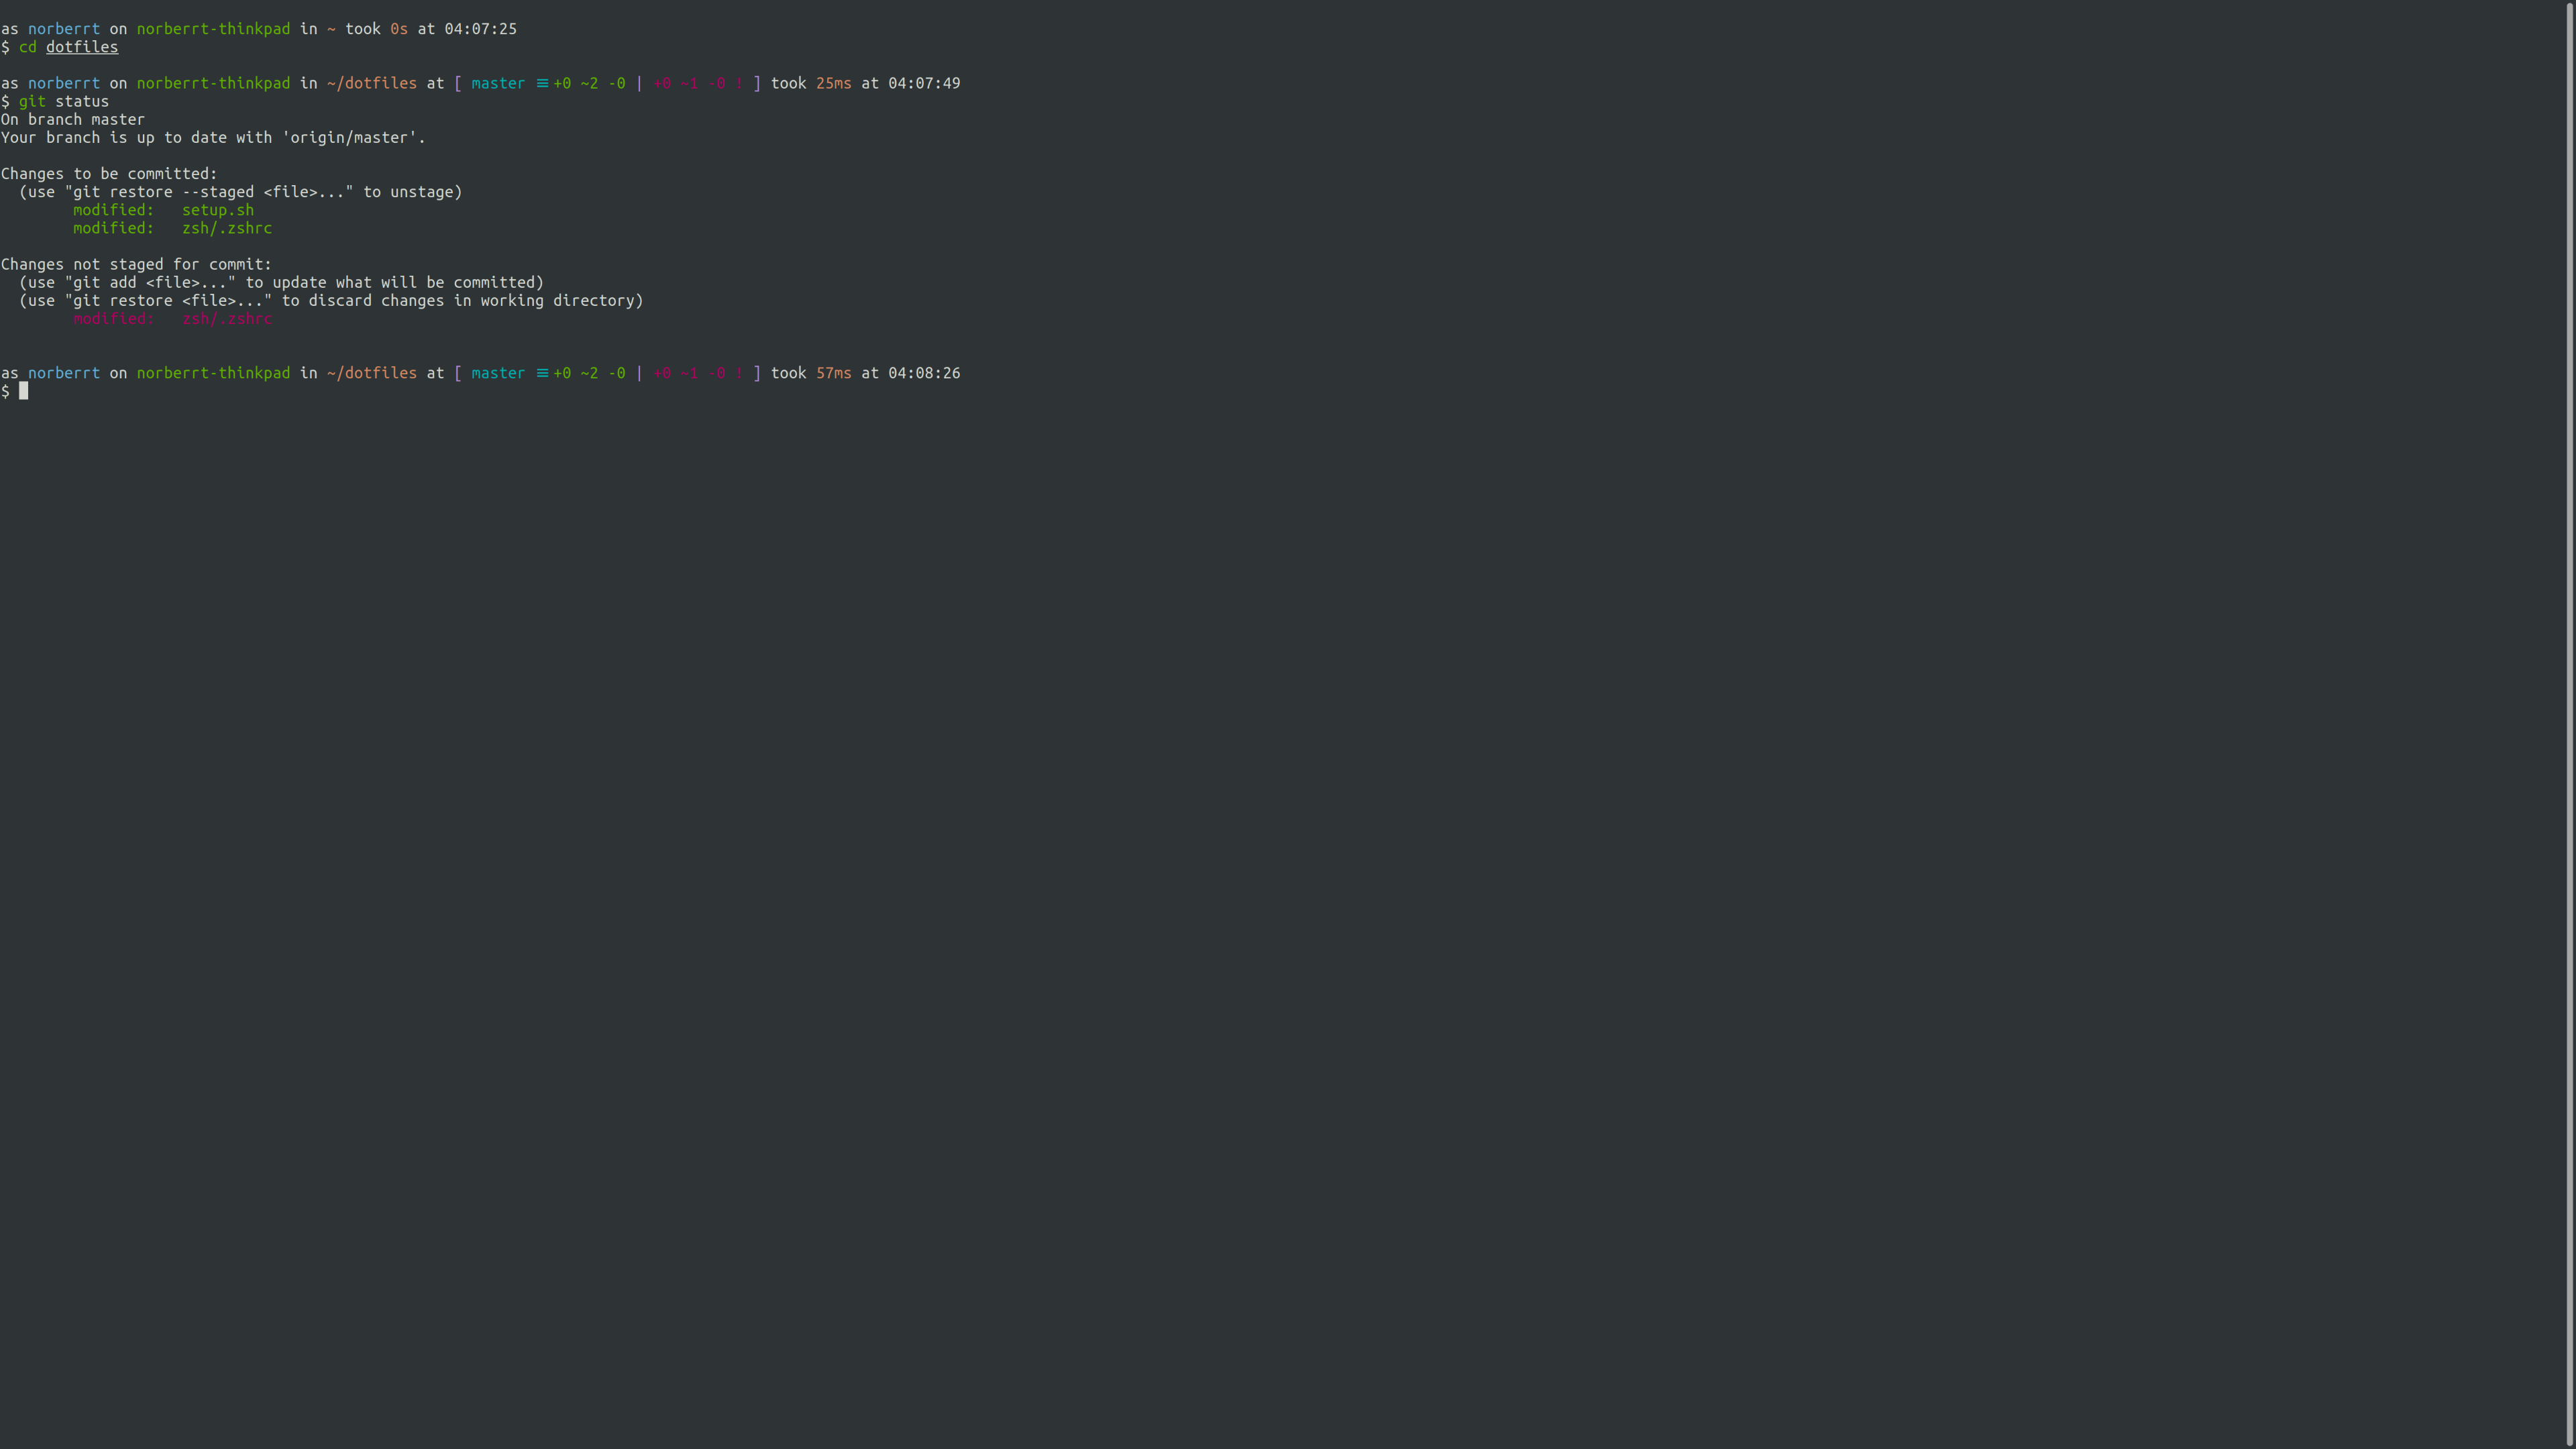 as norberrt on norberrt-thinkpad in ~ took 0s at 04:07:25
$ cd dotfiles
as norberrt on norberrt-thinkpad in ~/dotfiles at [ master ≡ +0 ~2 -0 | +0 ~1 -0 ! ] took 25ms at 04:07:49
$ git status
On branch master
Your branch is up to date with 'origin/master'.
Changes to be committed:
  (use "git restore --staged <file>..." to unstage)
        modified:   setup.sh
        modified:   zsh/.zshrc
Changes not staged for commit:
  (use "git add <file>..." to update what will be committed)
  (use "git restore <file>..." to discard changes in working directory)
        modified:   zsh/.zshrc
as norberrt on norberrt-thinkpad in ~/dotfiles at [ master ≡ +0 ~2 -0 | +0 ~1 -0 ! ] took 57ms at 04:08:26
$